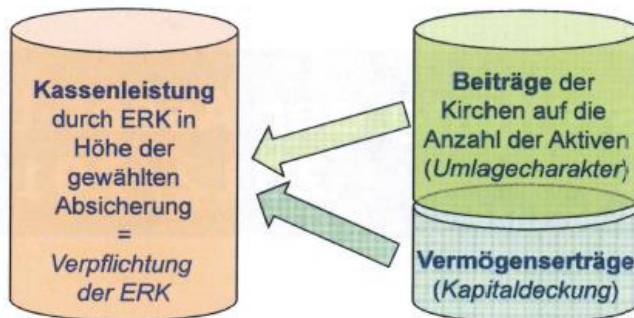 Kassenleistung
durch ERK in
Höhe der
gewählten
Absicherung
=
Verpflichtung
der ERK
Beiträge der
Kirchen auf die
Anzahl der Aktiven
(Umlagecharakter)
Vermögenserträge
(Kapitaldeckung)